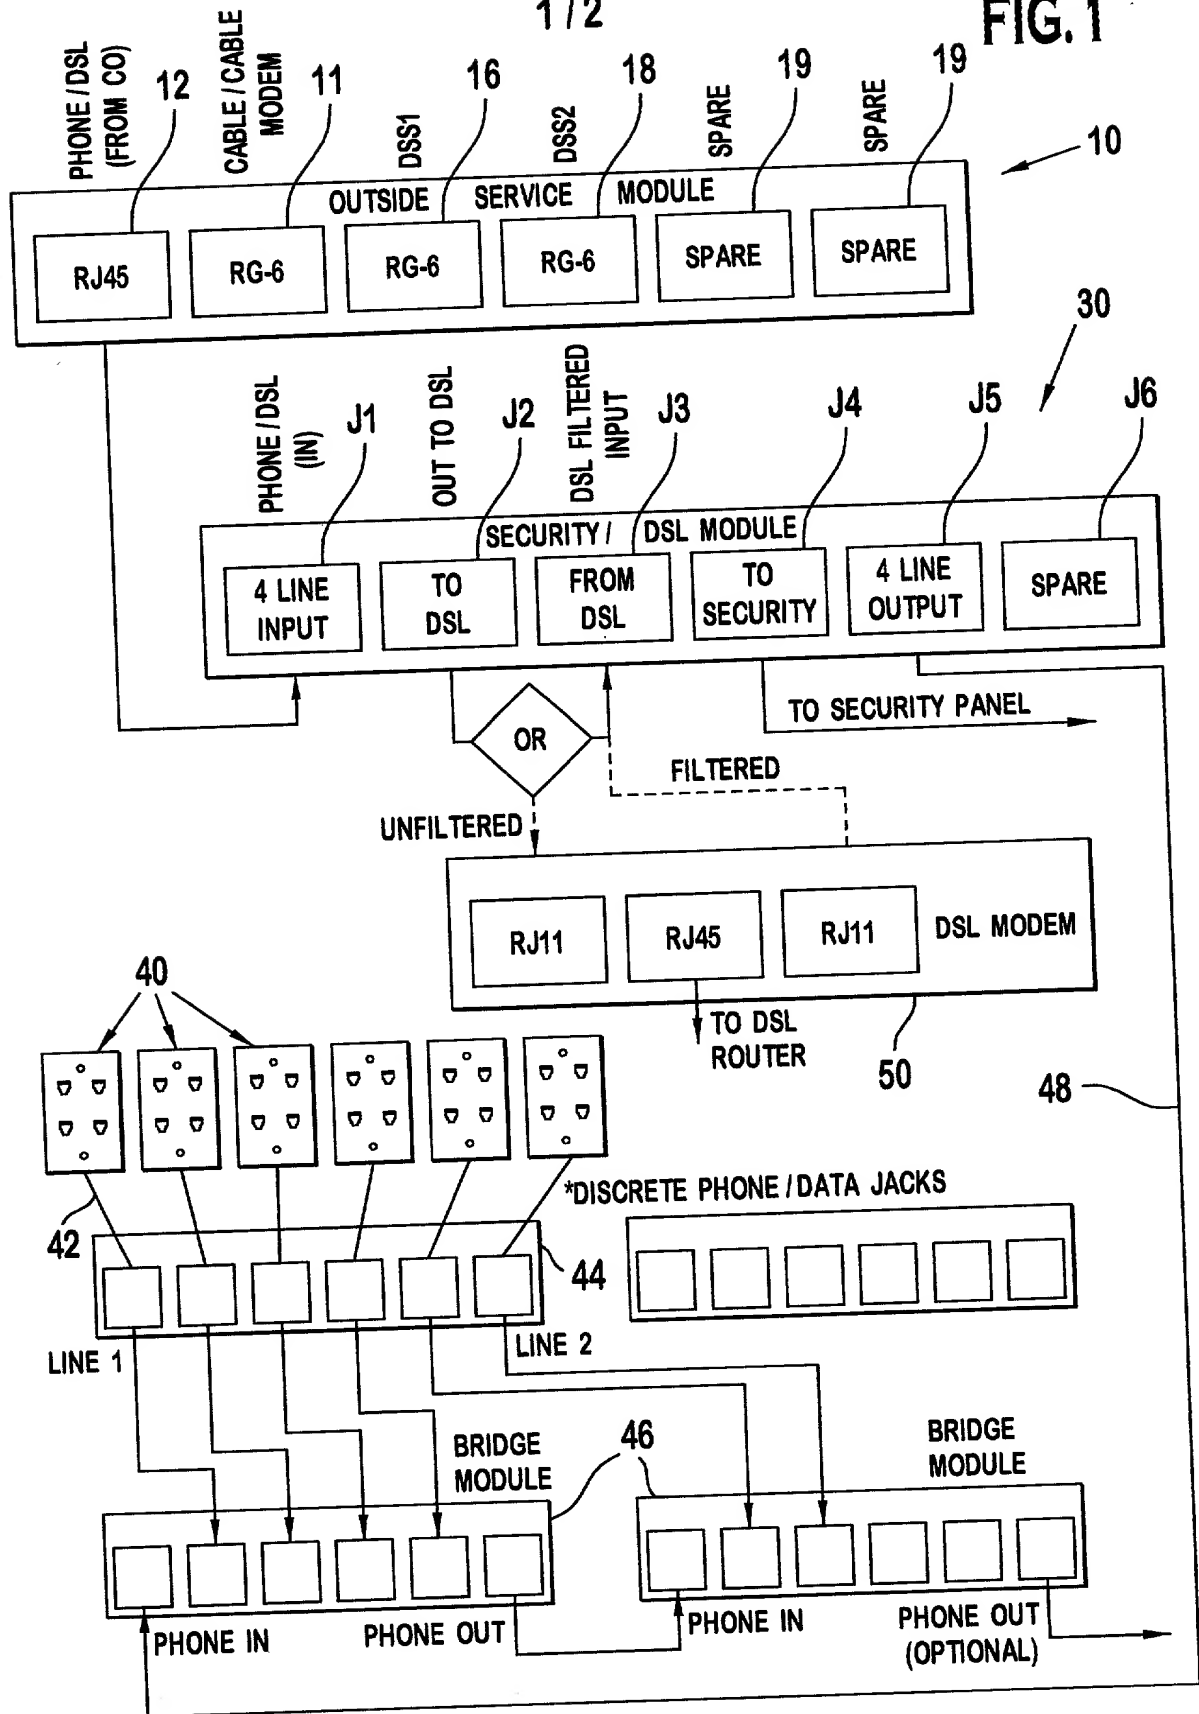 1/2
FIG. 1
PHONE/DSL
(FROM CO)
12
CABLE/CABLE
MODEM
11
DSS1
16
DSS2
18
SPARE
19
SPARE
19
10
OUTSIDE SERVICE MODULE
RJ45
RG-6
RG-6
RG-6
SPARE
SPARE
30
PHONE/DSL
(IN)
J1
OUT TO DSL
J2
DSL FILTERED
INPUT
J3
J4
J5
J6
SECURITY/ DSL MODULE
4 LINE
INPUT
TO
DSL
FROM
DSL
TO
SECURITY
4 LINE
OUTPUT
SPARE
TO SECURITY PANEL
OR
FILTERED
UNFILTERED
RJ11
RJ45
RJ11
DSL MODEM
TO DSL
ROUTER
50
40
48
42
*DISCRETE PHONE/DATA JACKS
44
LINE 1
LINE 2
BRIDGE
MODULE
46
BRIDGE
MODULE
PHONE IN
PHONE OUT
PHONE IN
PHONE OUT
(OPTIONAL)